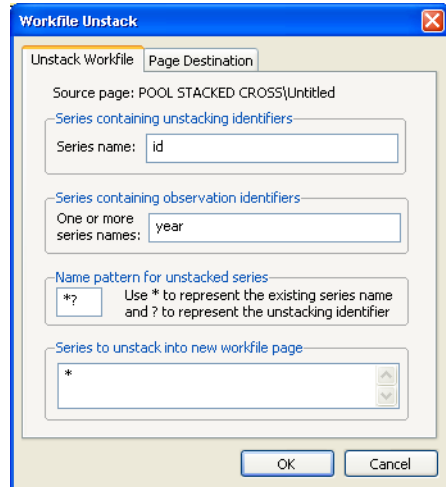 Workfile Unstack
Unstack Workfile Page Destination
Source page: POOL STACKED CROSS\Untitled
Series containing unstacking identifiers
Series name: id
Series containing observation identifiers
One or more
series names: year
Name pattern for unstacked series
*? Use * to represent the existing series name
and ? to represent the unstacking identifier
Series to unstack into new workfile page
*
OK Cancel